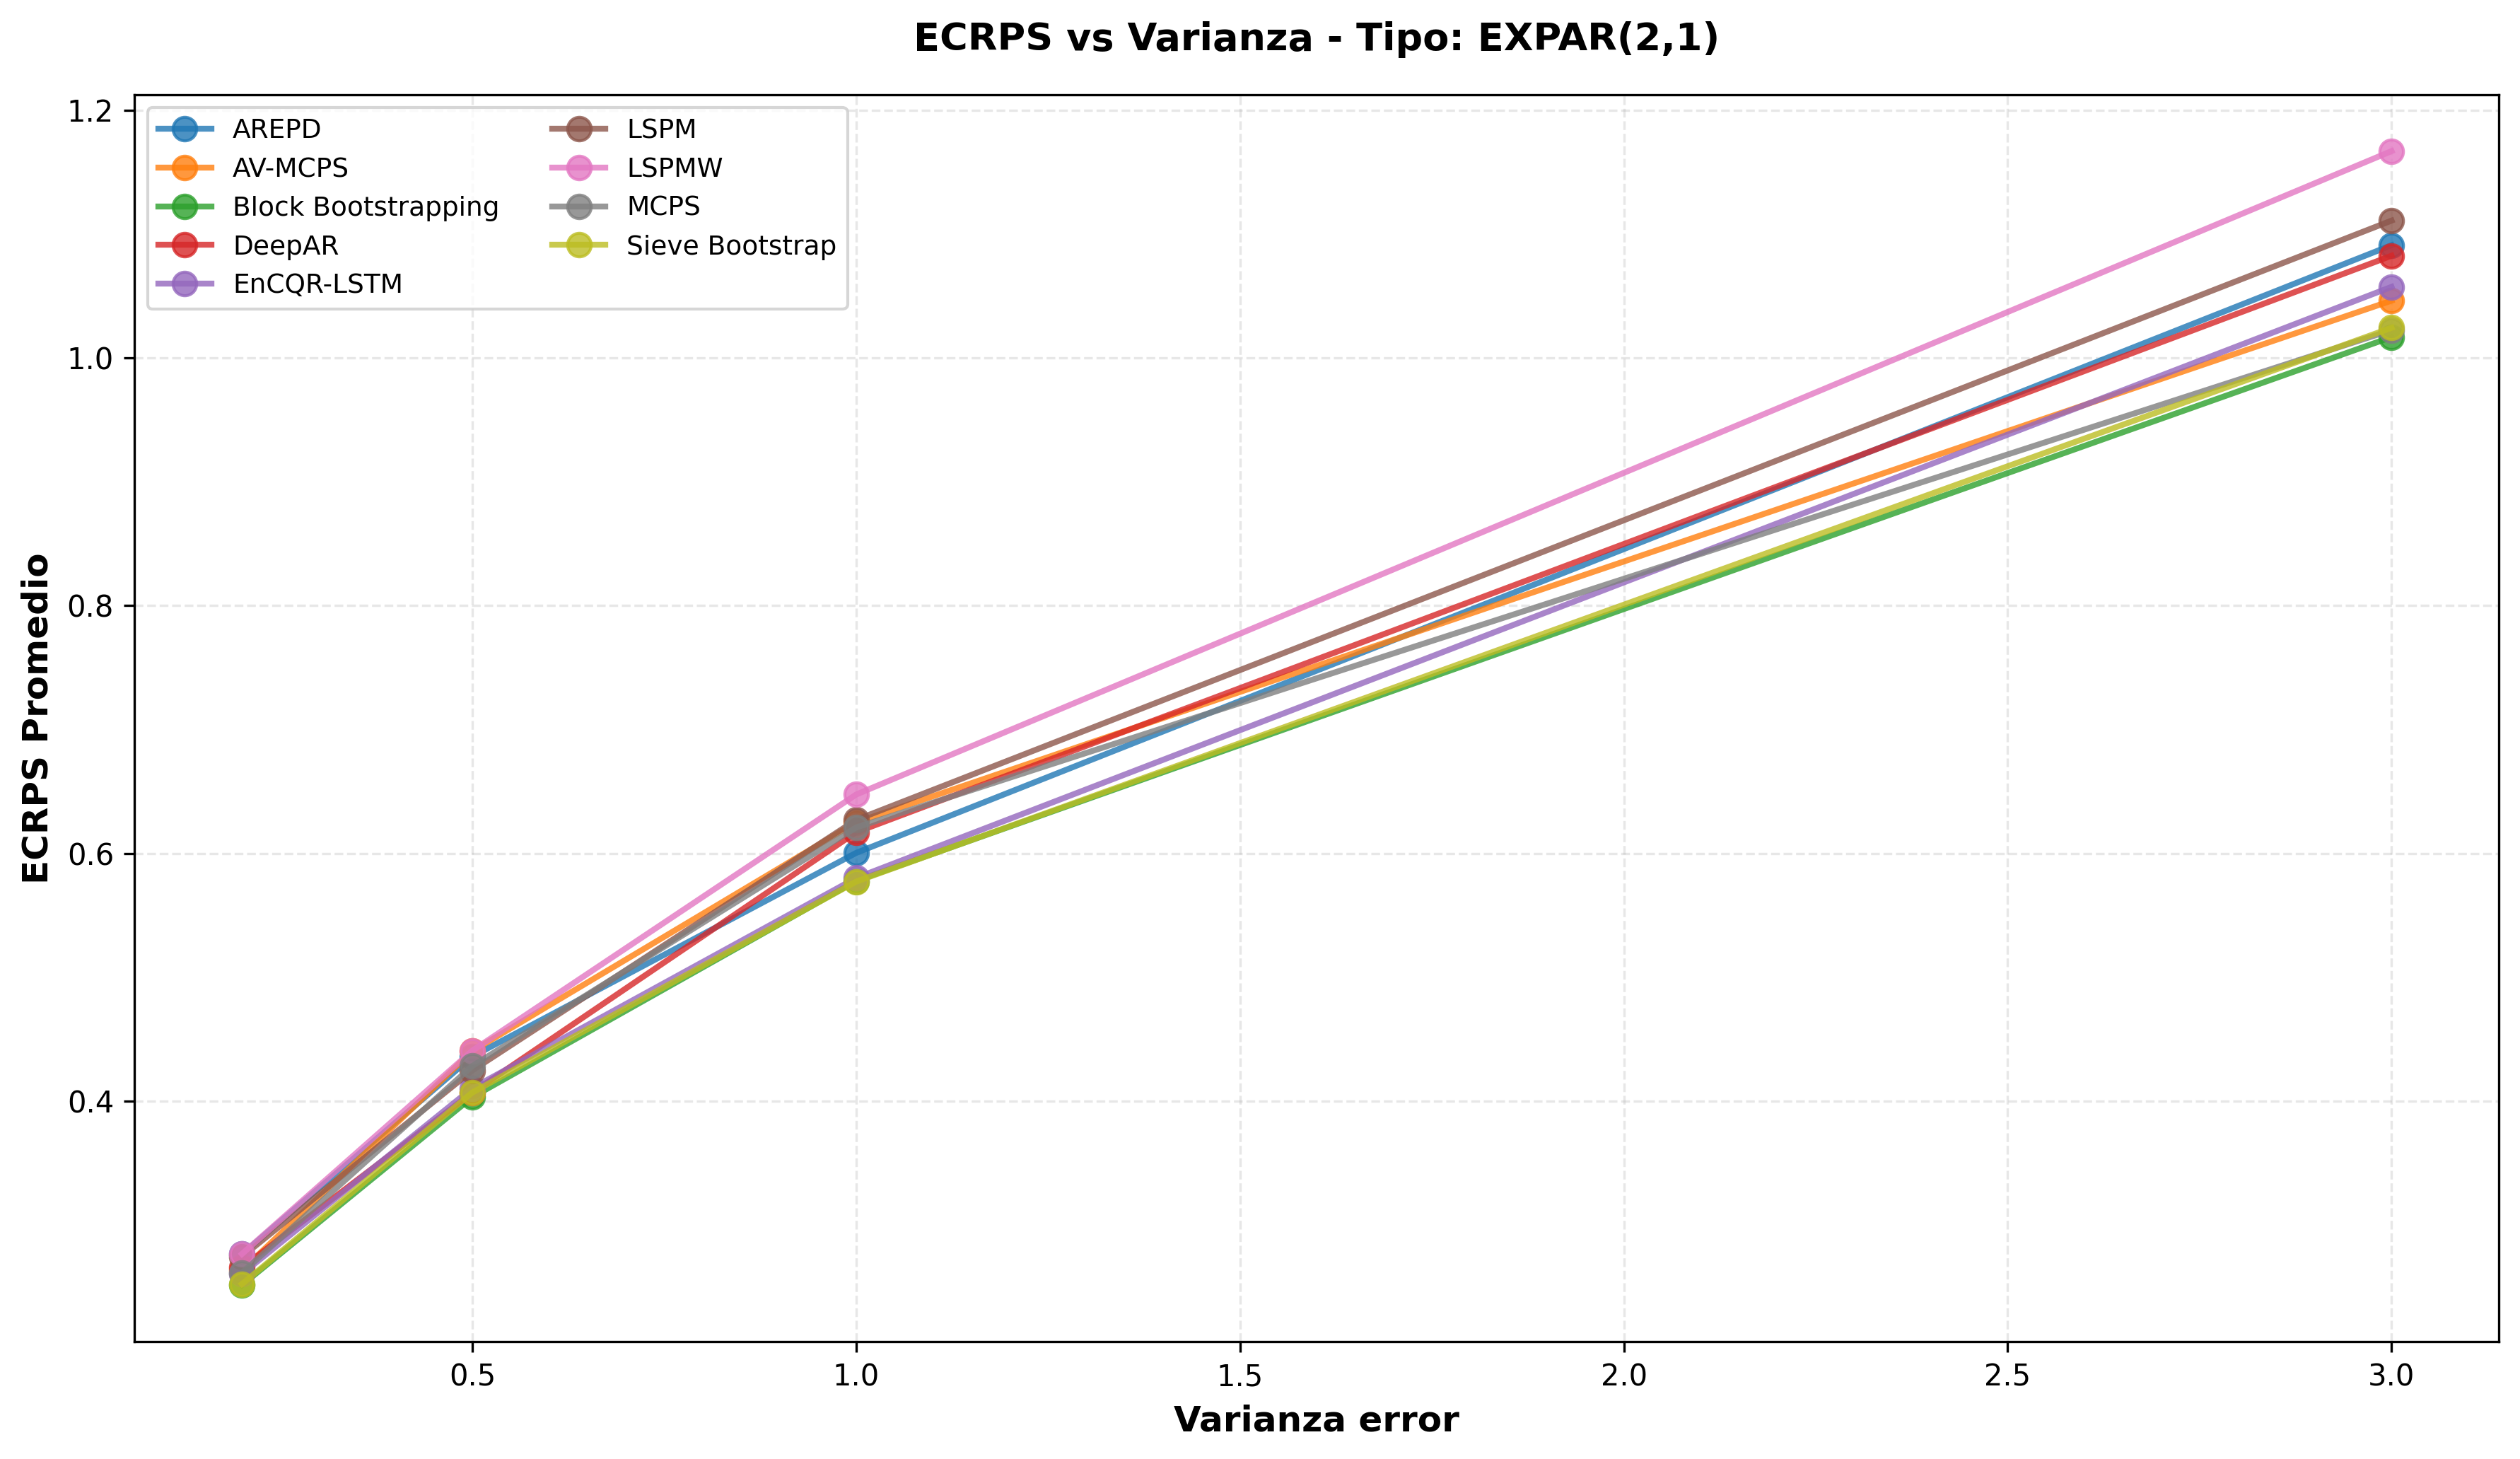 ECRPS vs Varianza - Tipo: EXPAR(2,1)
AREPD
AV-MCPS
Block Bootstrapping
DeepAR
EnCQR-LSTM
LSPM
LSPMW
MCPS
Sieve Bootstrap
ECRPS Promedio
1.2
1.0
0.8
0.6
0.4
0.5
1.0
1.5
2.0
2.5
3.0
Varianza error